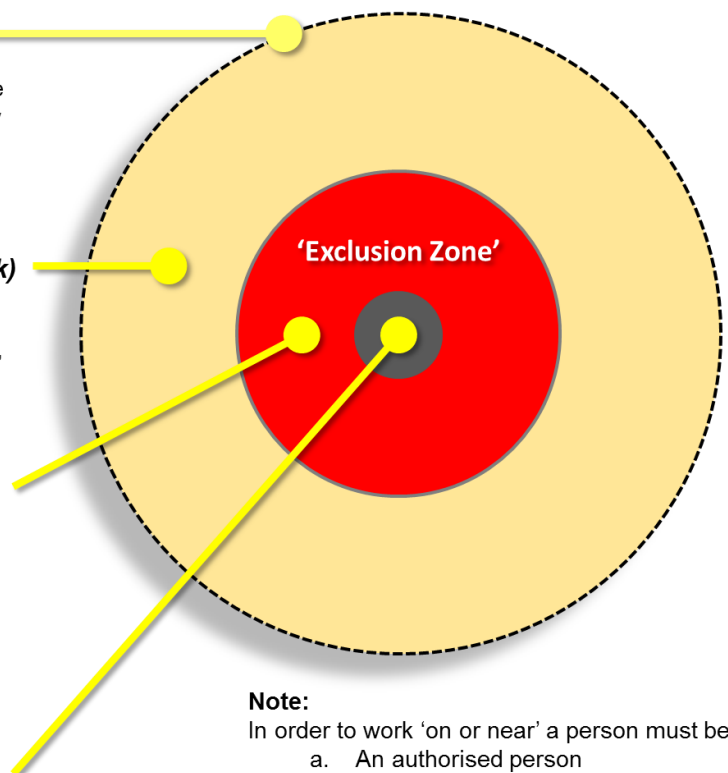 k)
‘Exclusion Zone’
Note:
In order to work ‘on or near’ a person must be
a. An authorised person